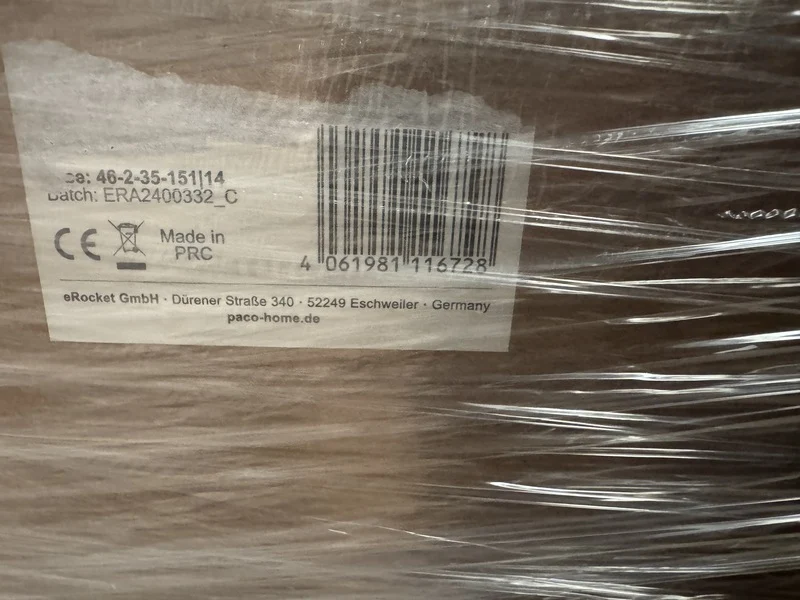 46-2-35-151|14
Batch: ERA2400332_C
CE
Made in
PRC
4 061981 116728
eRocket GmbH · Dürener Straße 340 · 52249 Eschweiler · Germany
paco-home.de